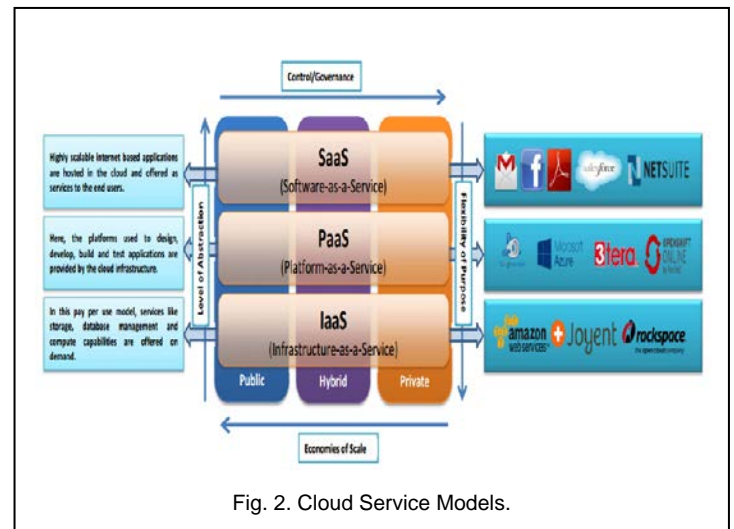 Control/Governance
Highly scalable internet based applications
are hosted in the cloud and offered as
services to the end users.
SaaS
(Software-as-a-Service)
salesforce
NETSUITE
Level of Abstraction
Flexibility of Purpose
Here, the platforms used to design,
develop, build and test applications are
provided by the cloud infrastructure.
PaaS
(Platform-as-a-Service)
Microsoft
Azure
3tera
OPENSHIFT
ONLINE
In this pay per use model, services like
storage, database management and
compute capabilities are offered on
demand.
IaaS
(Infrastructure-as-a-Service)
amazon
web services
Joyent
rackspace
Public
Hybrid
Private
Economies of Scale
Fig. 2. Cloud Service Models.